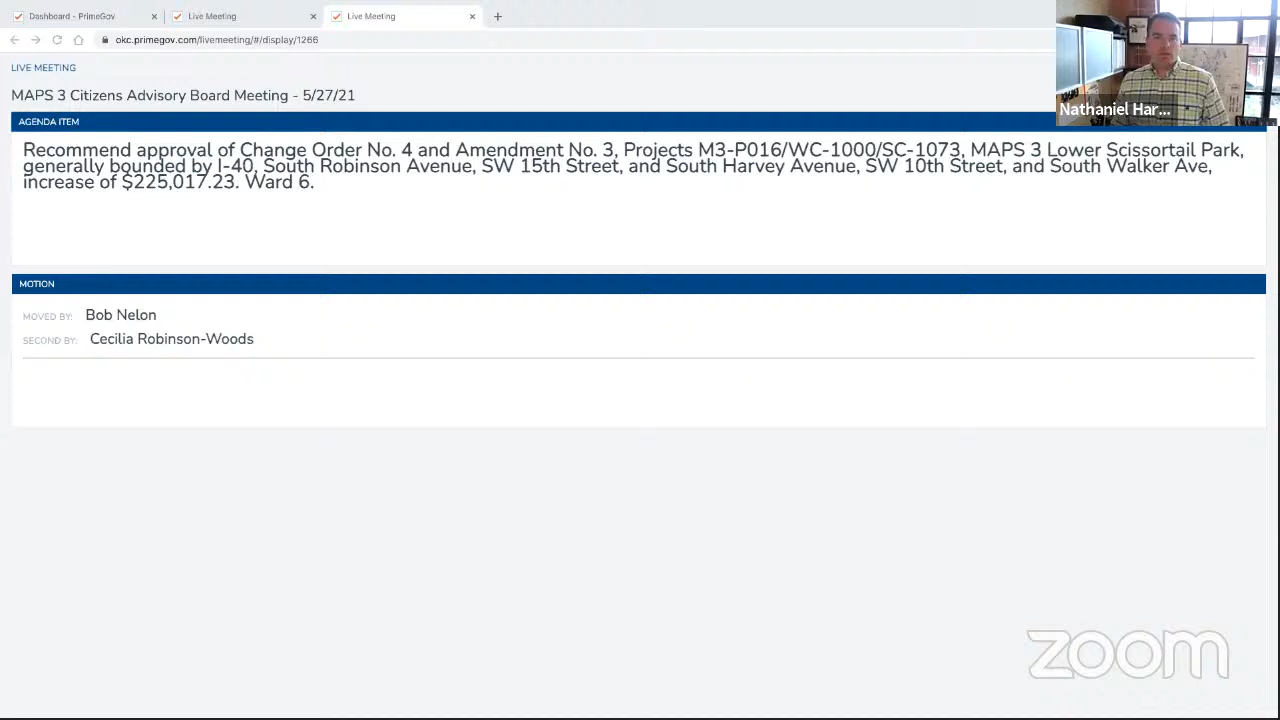 Dashboard - PrimeGov
Live Meeting
Live Meeting
okc.primegov.com/livemeeting/#/display/1266
LIVE MEETING
MAPS 3 Citizens Advisory Board Meeting - 5/27/21
AGENDA ITEM
Recommend approval of Change Order No. 4 and Amendment No. 3, Projects M3-P016/WC-1000/SC-1073, MAPS 3 Lower Scissortail Park,
generally bounded by I-40, South Robinson Avenue, SW 15th Street, and South Harvey Avenue, SW 10th Street, and South Walker Ave,
increase of $225,017.23. Ward 6.
MOTION
MOVED BY: Bob Nelon
SECOND BY: Cecilia Robinson-Woods
Nathaniel Har...
zoom